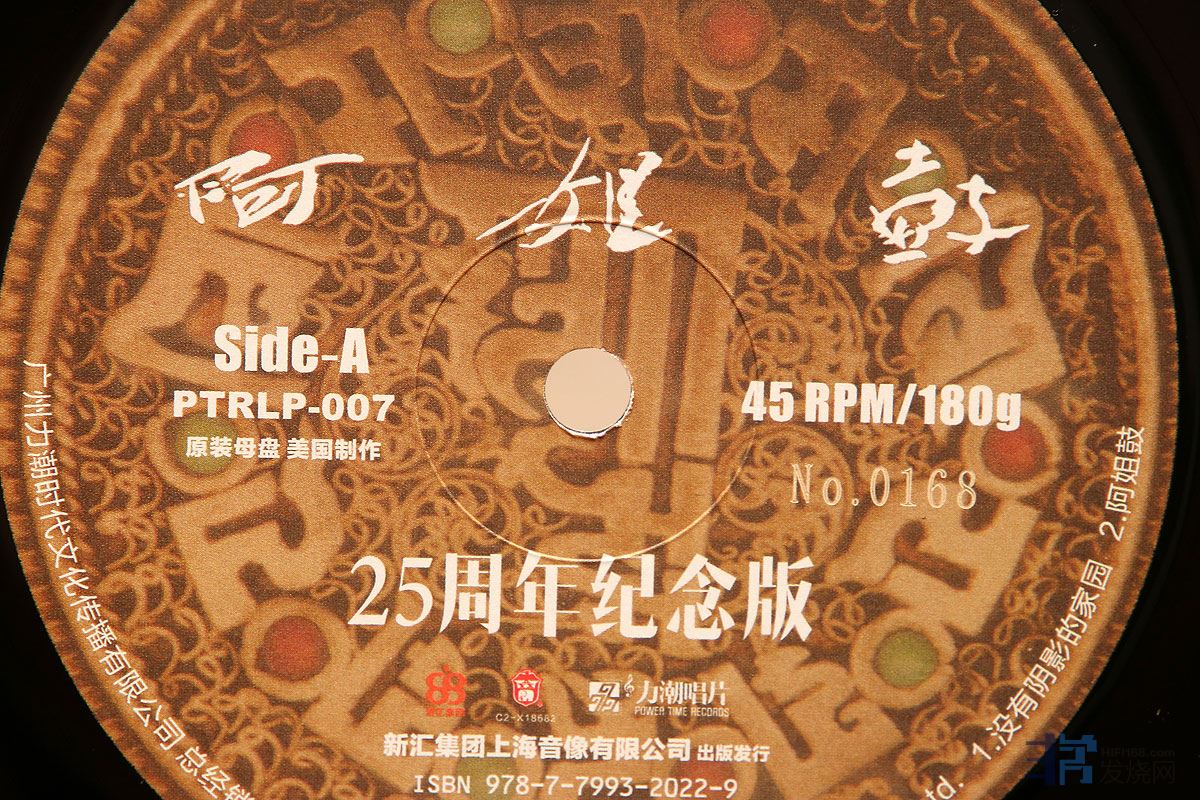 阿姐鼓
Side-A
PTRLP-007
原装母盘 美国制作
45 RPM/180g
No.0168
25周年纪念版
C2-X18682
力潮唱片
POWER TIME RECORDS
新汇集团上海音像有限公司 出版发行
ISBN 978-7-7993-2022-9
广州力潮时代文化传播有限公司 总经销
td. 1.没有阴影的家园 2.阿姐鼓
HIFI168.com
发烧网